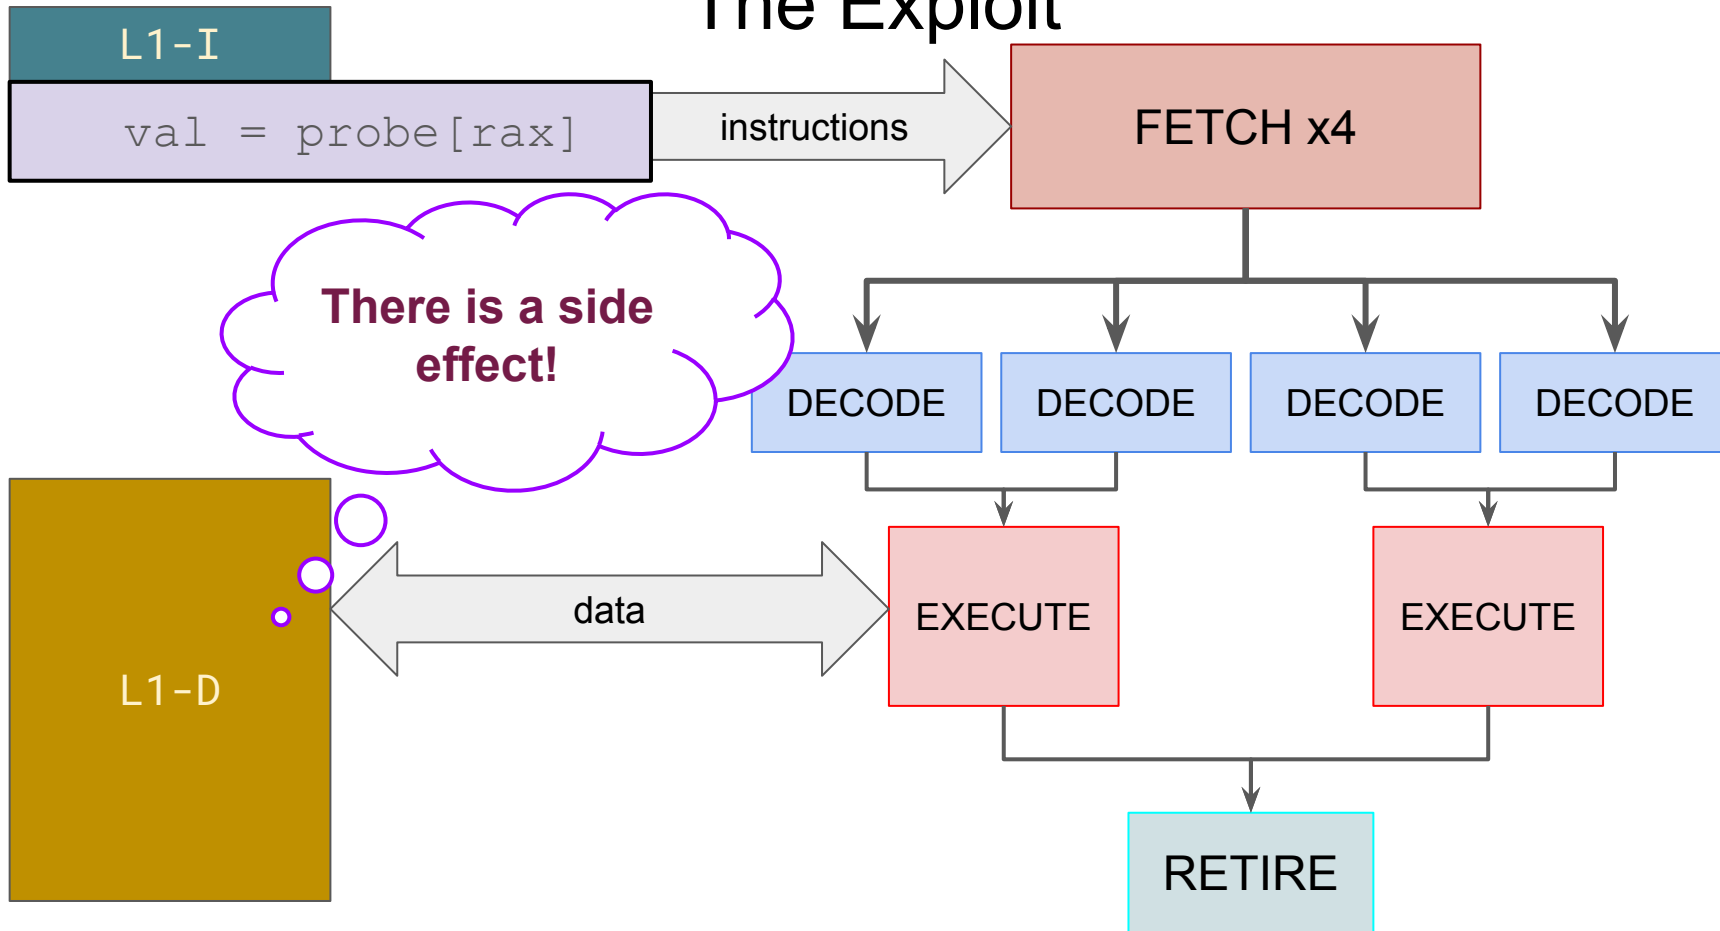 The Exploit
L1-I
val = probe[rax]
instructions
FETCH x4
There is a side
effect!
DECODE
DECODE
DECODE
DECODE
L1-D
data
EXECUTE
EXECUTE
RETIRE